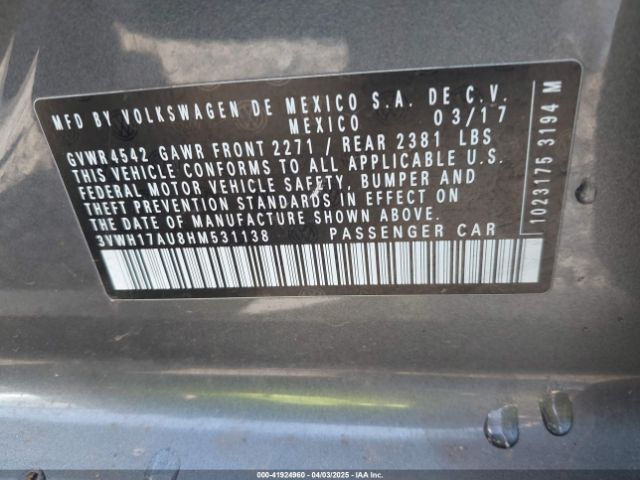 MFD BY VOLKSWAGEN DE MEXICO S.A. DE C.V.
MEXICO 03/17
GVWR 4542 GAWR FRONT 2271 / REAR 2381 LBS
THIS VEHICLE CONFORMS TO ALL APPLICABLE U.S.
FEDERAL MOTOR VEHICLE SAFETY, BUMPER AND
THEFT PREVENTION STANDARDS IN EFFECT ON
THE DATE OF MANUFACTURE SHOWN ABOVE.
3VWH17AU8HM531138 PASSENGER CAR
1023175 3194 M
000-41924960 - 04/03/2025 - IAA Inc.